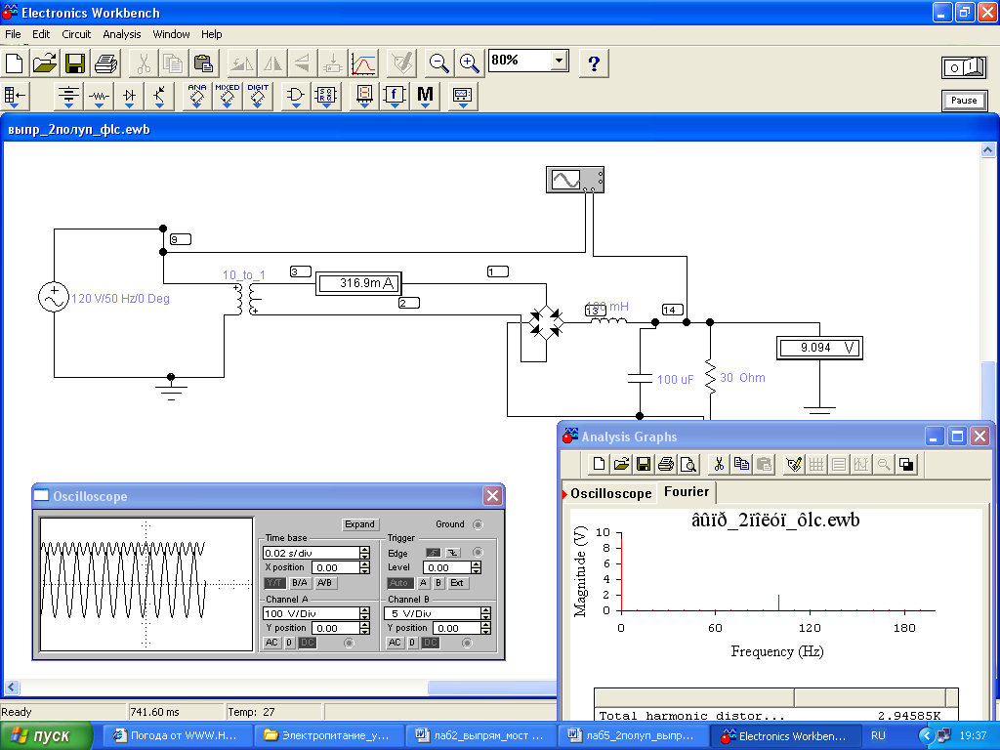 Electronics Workbench
File Edit Circuit Analysis Window Help
80%
?
ANA MIXED DIGIT
f M
Pause
выпр_2полуп_фlc.ewb
9
10_to_1
3
316.9m A
1
2
120 V/50 Hz/0 Deg
13
mH
14
9.094 V
100 uF
30 Ohm
Analysis Graphs
Oscilloscope Fourier
âûïð_2ïîëóï_ôlc.ewb
Magnitude (V)
10
8
6
4
2
0
0 60 120 180
Frequency (Hz)
Total harmonic distor... 2.94585K
Oscilloscope
Expand Ground
Time base Trigger
0.02 s/div Edge
X position 0.00 Level 0.00
Y/T B/A A/B Auto A B Ext
Channel A Channel B
100 V/Div 5 V/Div
Y position 0.00 Y position 0.00
AC 0 DC AC 0 DC
Ready 741.60 ms Temp: 27
пуск Погода от WWW.H... Электропитание_у... лаб2_выпрям_мост ... лаб5_2полуп_выпр... Electronics Workben... RU 19:37